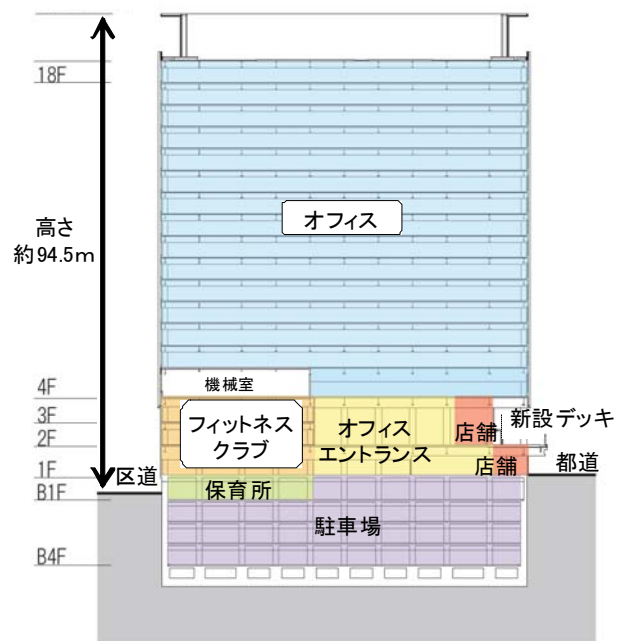 18F
オフィス
高さ
約94.5m
4F
機械室
3F
フィットネス
クラブ
オフィス
エントランス
店舗
新設デッキ
2F
1F
区道
店舗
都道
B1F
保育所
駐車場
B4F